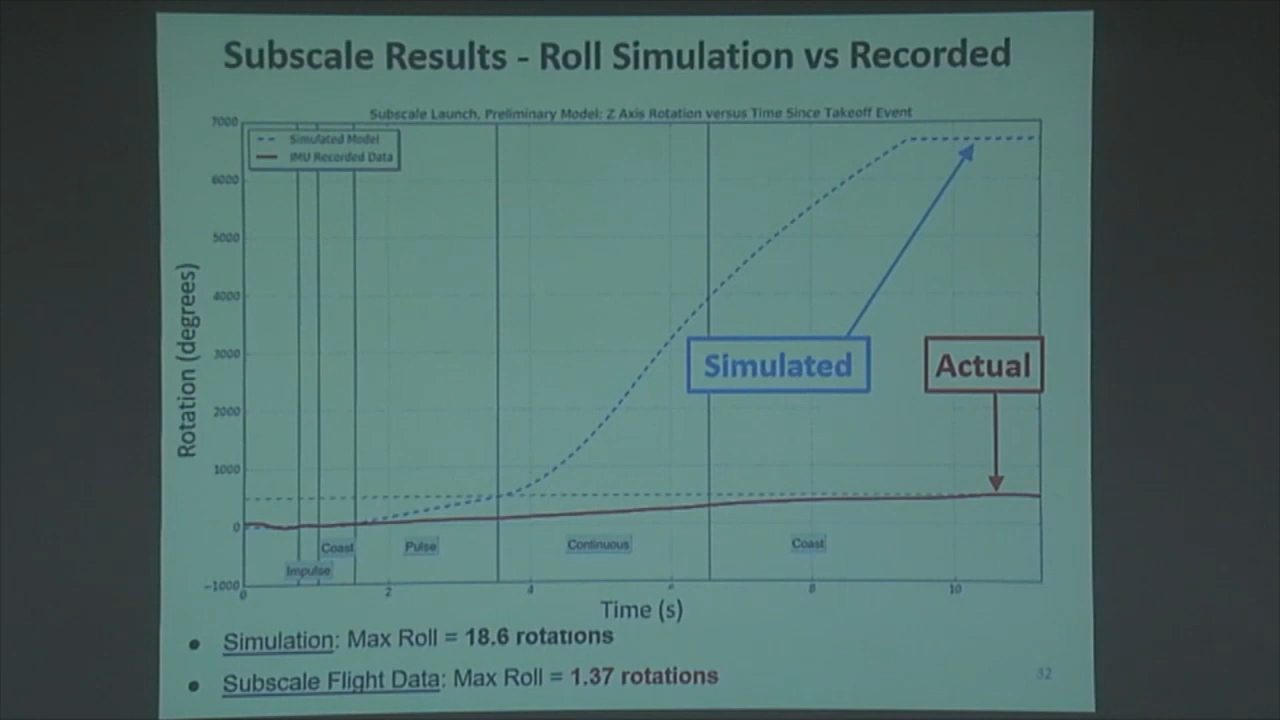 Subscale Results - Roll Simulation vs Recorded
Subscale Launch, Preliminary Model: Z Axis Rotation versus Time Since Takeoff Event
Simulated Model
IMU Recorded Data
7000
6000
5000
4000
3000
2000
1000
0
-1000
Rotation (degrees)
Simulated
Actual
Coast
Pulse
Continuous
Coast
Impulse
0
2
4
6
8
10
Time (s)
• Simulation: Max Roll = 18.6 rotations
• Subscale Flight Data: Max Roll = 1.37 rotations
32